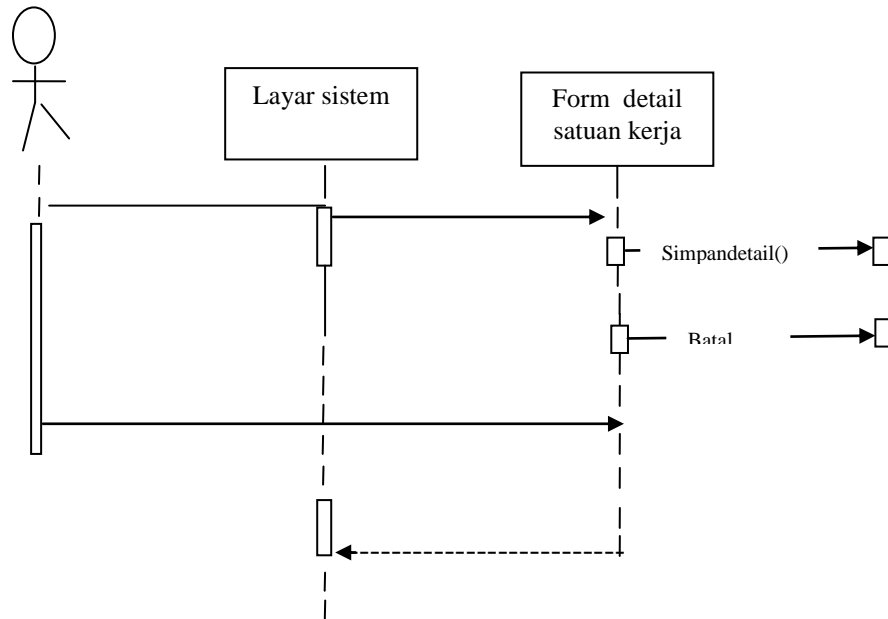 Layar sistem
Form detail
satuan kerja
Simpandetail()
Batal